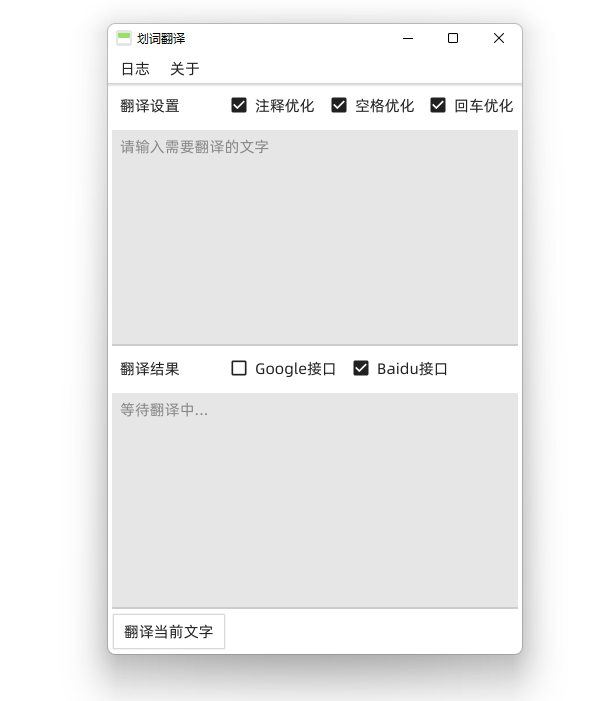 划词翻译
日志 关于
翻译设置 注释优化 空格优化 回车优化
请输入需要翻译的文字
翻译结果 Google接口 Baidu接口
等待翻译中...
翻译当前文字